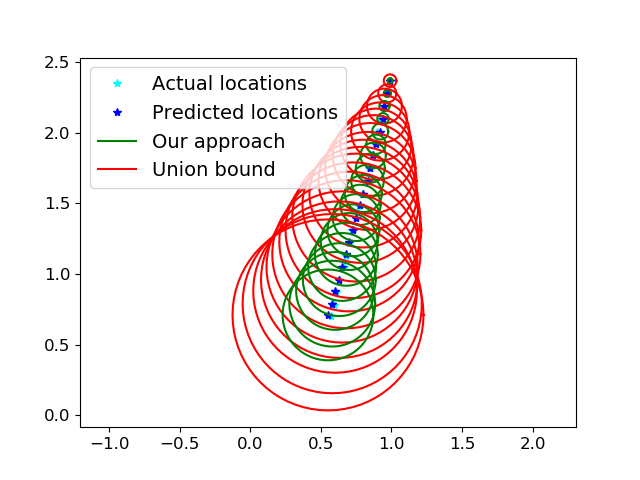 2.5
2.0
1.5
1.0
0.5
0.0
Actual locations
Predicted locations
Our approach
Union bound
−1.0 −0.5 0.0 0.5 1.0 1.5 2.0